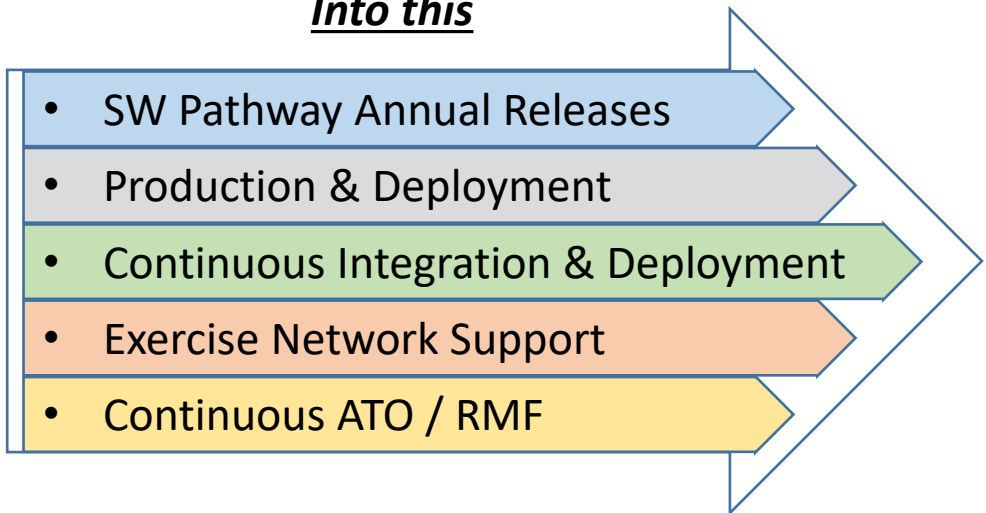 Into this
• SW Pathway Annual Releases
• Production & Deployment
• Continuous Integration & Deployment
• Exercise Network Support
• Continuous ATO / RMF